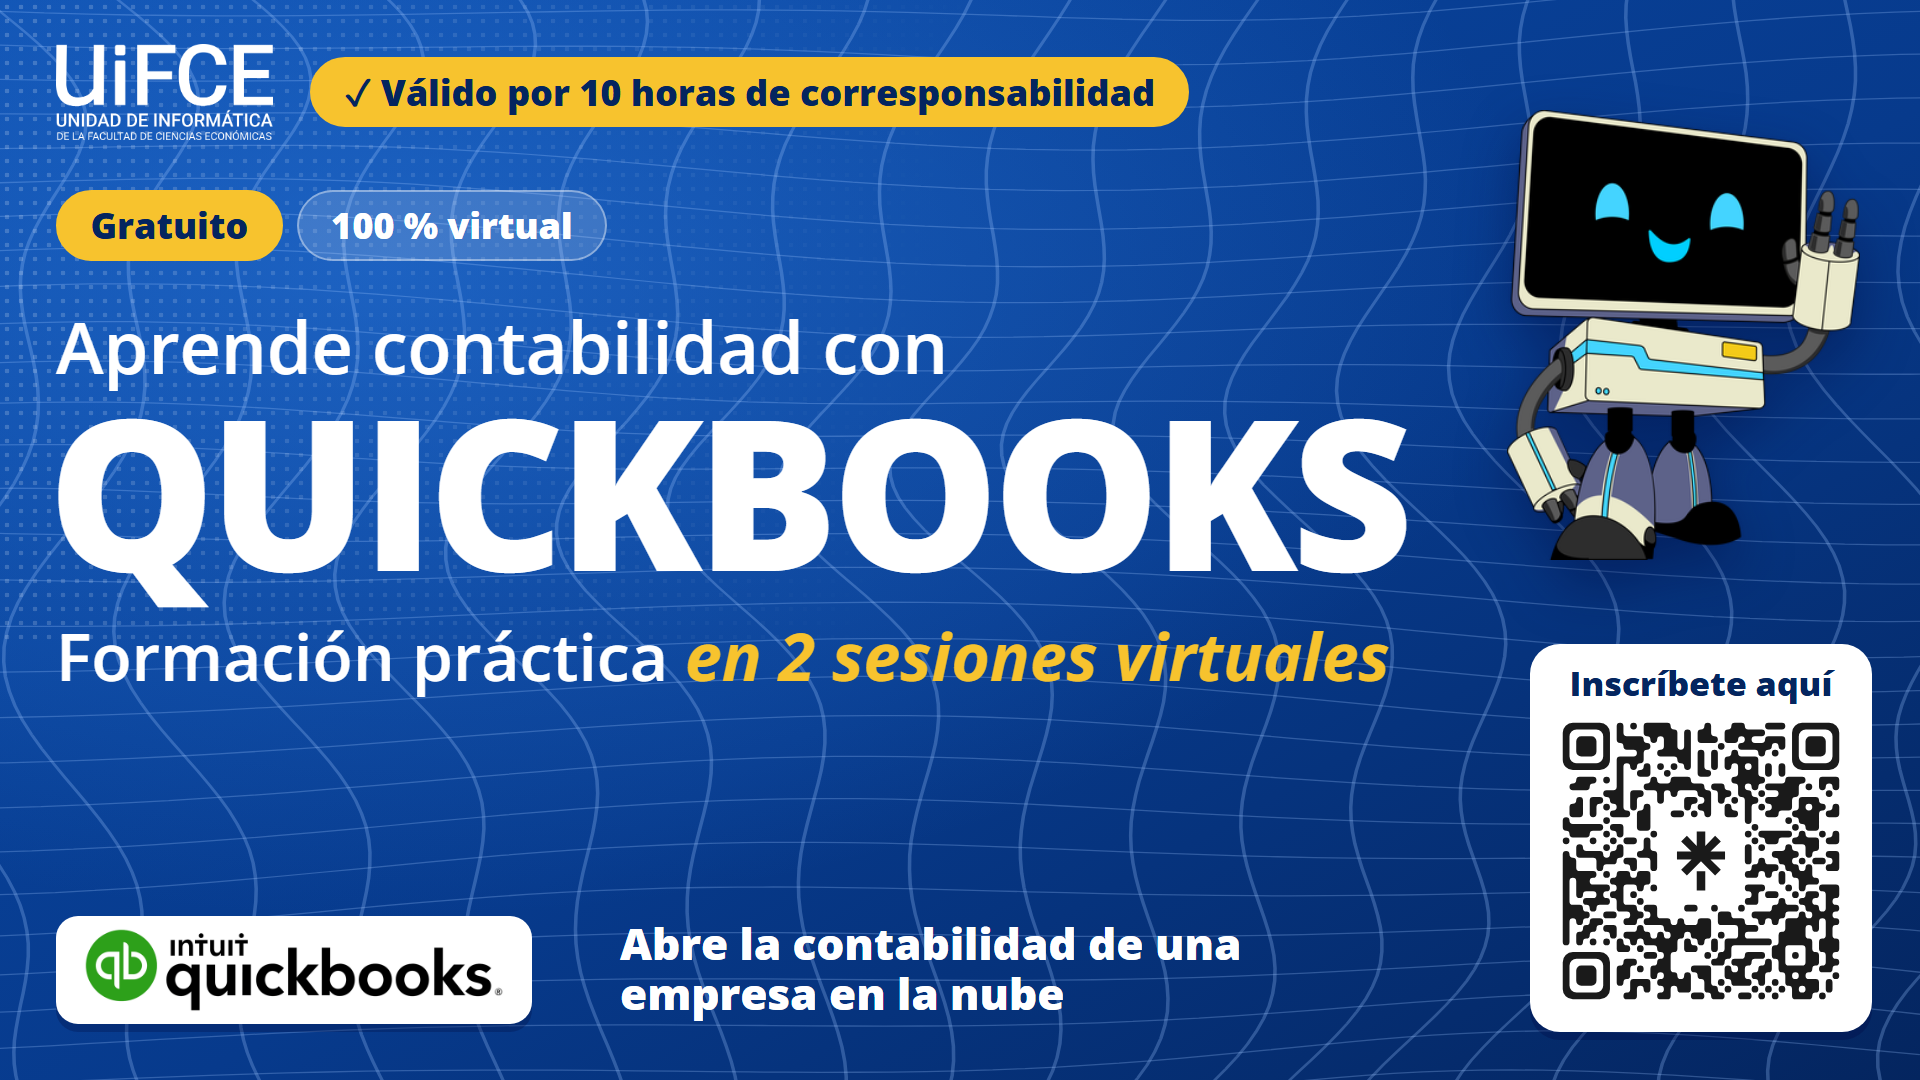 UiFCE
UNIDAD DE INFORMÁTICA
DE LA FACULTAD DE CIENCIAS ECONÓMICAS
✓ Válido por 10 horas de corresponsabilidad
Gratuito
100 % virtual
Aprende contabilidad con
QUICKBOOKS
Formación práctica en 2 sesiones virtuales
Inscríbete aquí
intuit
qb quickbooks®
Abre la contabilidad de una
empresa en la nube